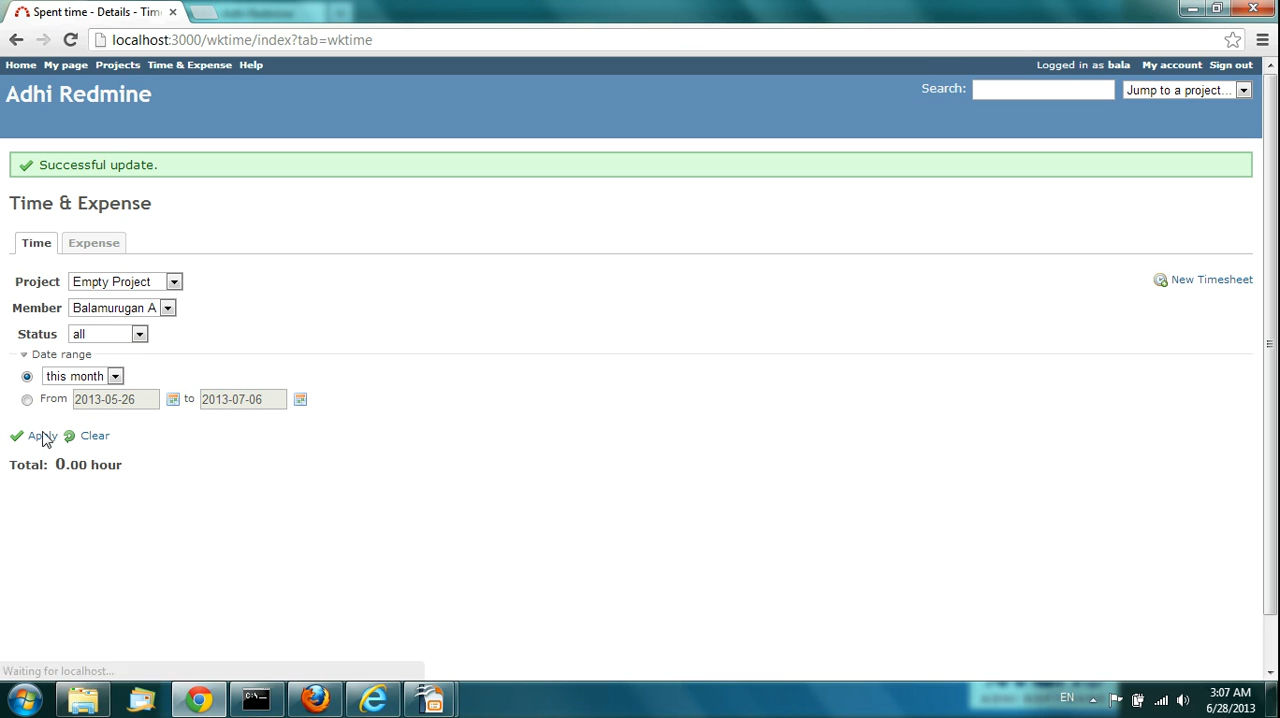 Spent time - Details - Tim
Adhi Redmine
localhost:3000/wktime/index?tab=wktime
Home My page Projects Time & Expense Help
Logged in as bala My account Sign out
Adhi Redmine
Search:
Jump to a project...
Successful update.
Time & Expense
Time Expense
Project Empty Project
New Timesheet
Member Balamurugan A
Status all
Date range
this month
From 2013-05-26 to 2013-07-06
Apply Clear
Total: 0.00 hour
Waiting for localhost...
EN
3:07 AM
6/28/2013